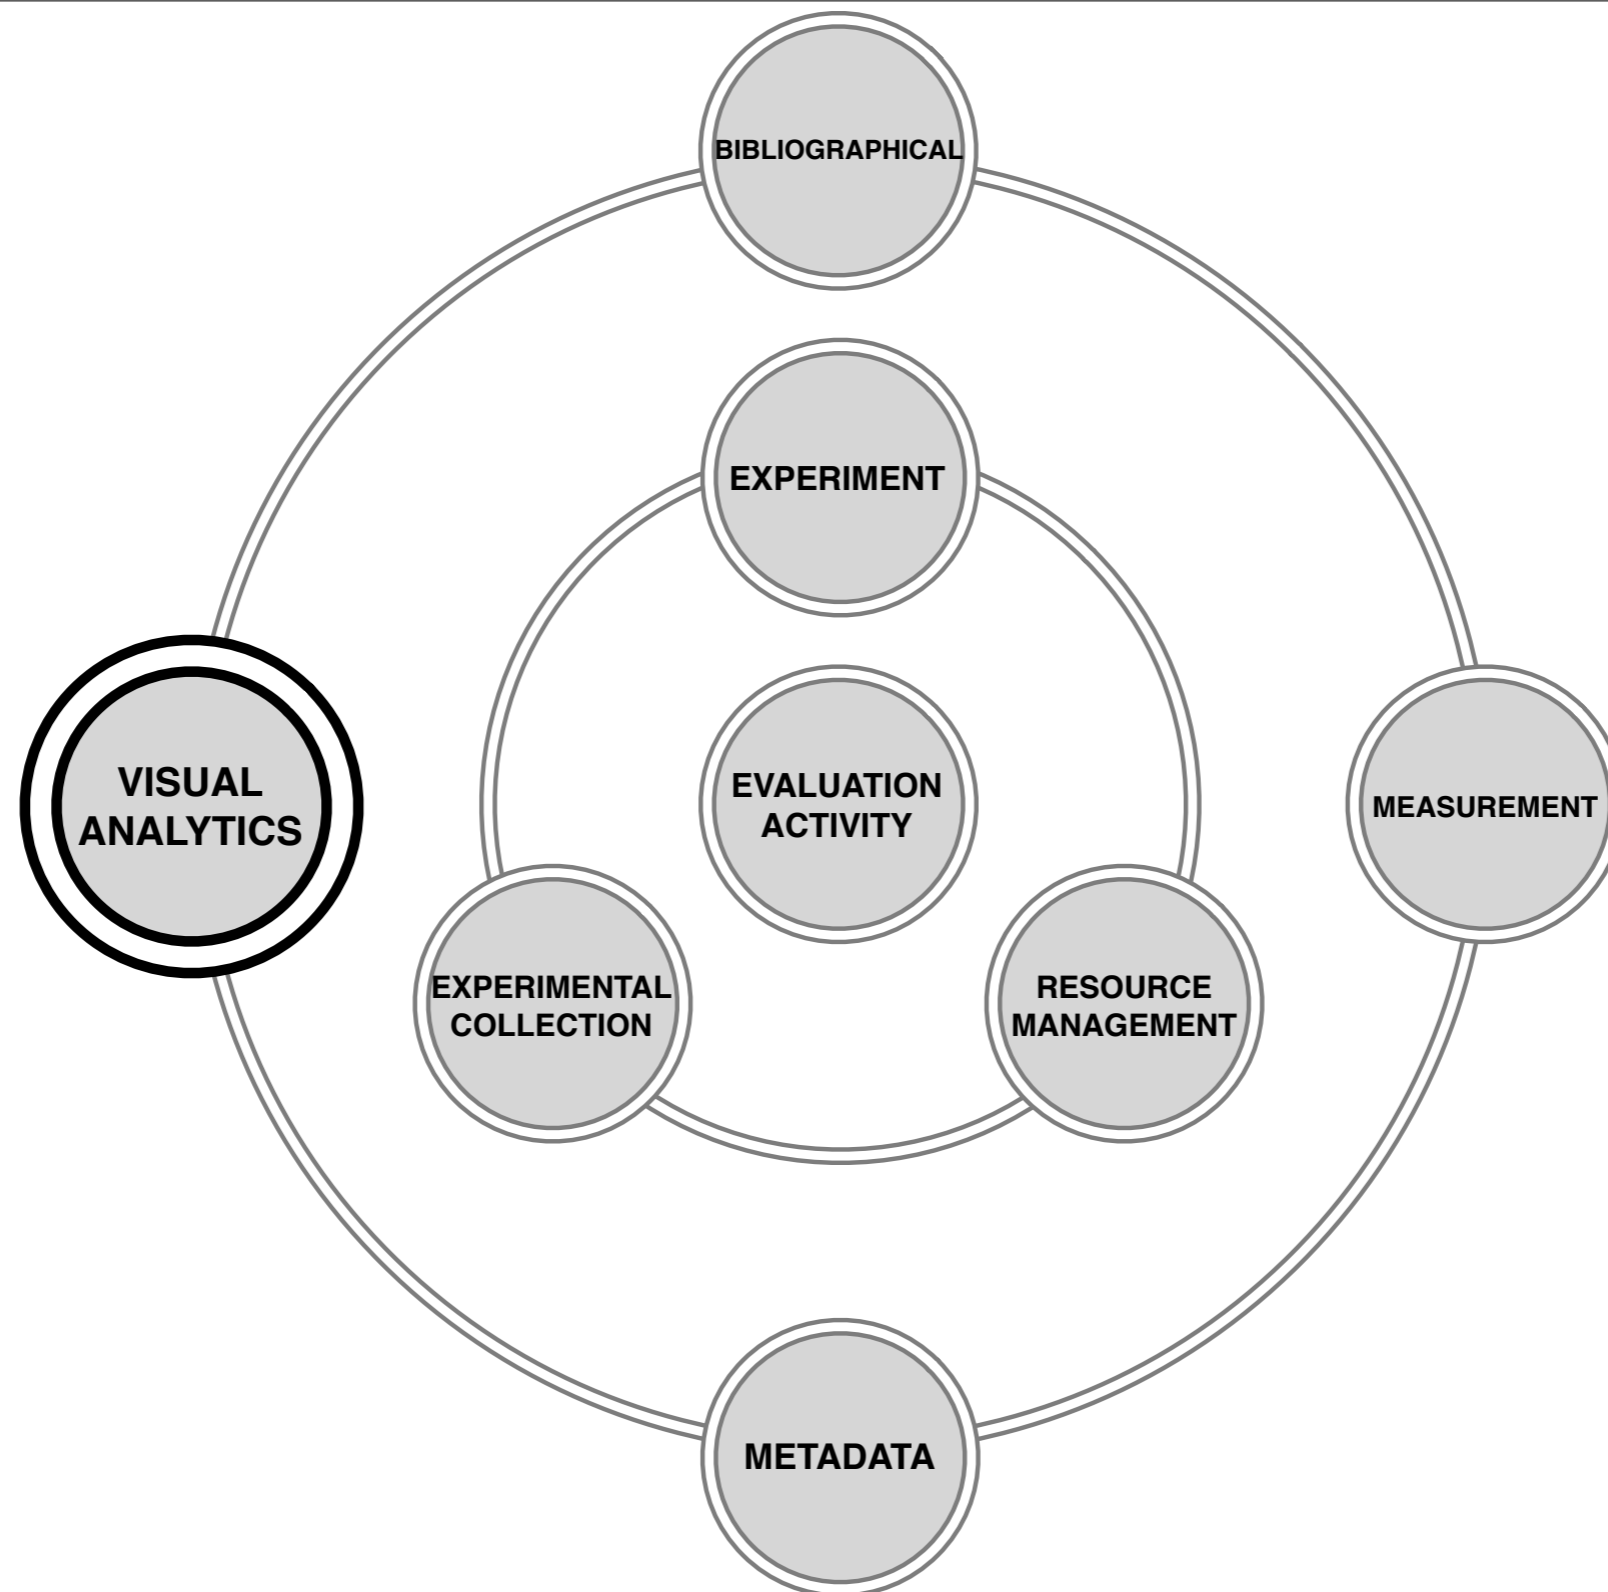 BIBLIOGRAPHICAL
EXPERIMENT
VISUAL
ANALYTICS
EVALUATION
ACTIVITY
MEASUREMENT
EXPERIMENTAL
COLLECTION
RESOURCE
MANAGEMENT
METADATA